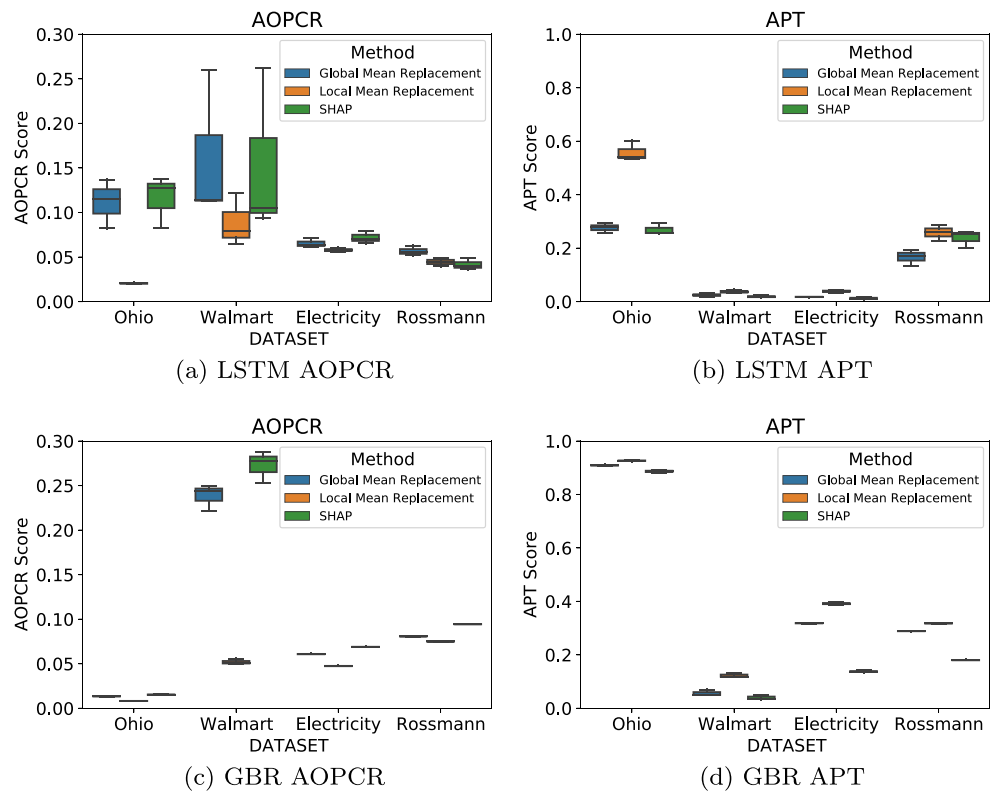 AOPCR
0.30
0.25
0.20
0.15
0.10
0.05
0.00
AOPCR Score
Method
Global Mean Replacement
Local Mean Replacement
SHAP
Ohio
Walmart
Electricity
Rossmann
DATASET
(a) LSTM AOPCR
APT
1.0
0.8
0.6
0.4
0.2
0.0
APT Score
Method
Global Mean Replacement
Local Mean Replacement
SHAP
Ohio
Walmart
Electricity
Rossmann
DATASET
(b) LSTM APT
AOPCR
0.30
0.25
0.20
0.15
0.10
0.05
0.00
AOPCR Score
Method
Global Mean Replacement
Local Mean Replacement
SHAP
Ohio
Walmart
Electricity
Rossmann
DATASET
(c) GBR AOPCR
APT
1.0
0.8
0.6
0.4
0.2
0.0
APT Score
Method
Global Mean Replacement
Local Mean Replacement
SHAP
Ohio
Walmart
Electricity
Rossmann
DATASET
(d) GBR APT